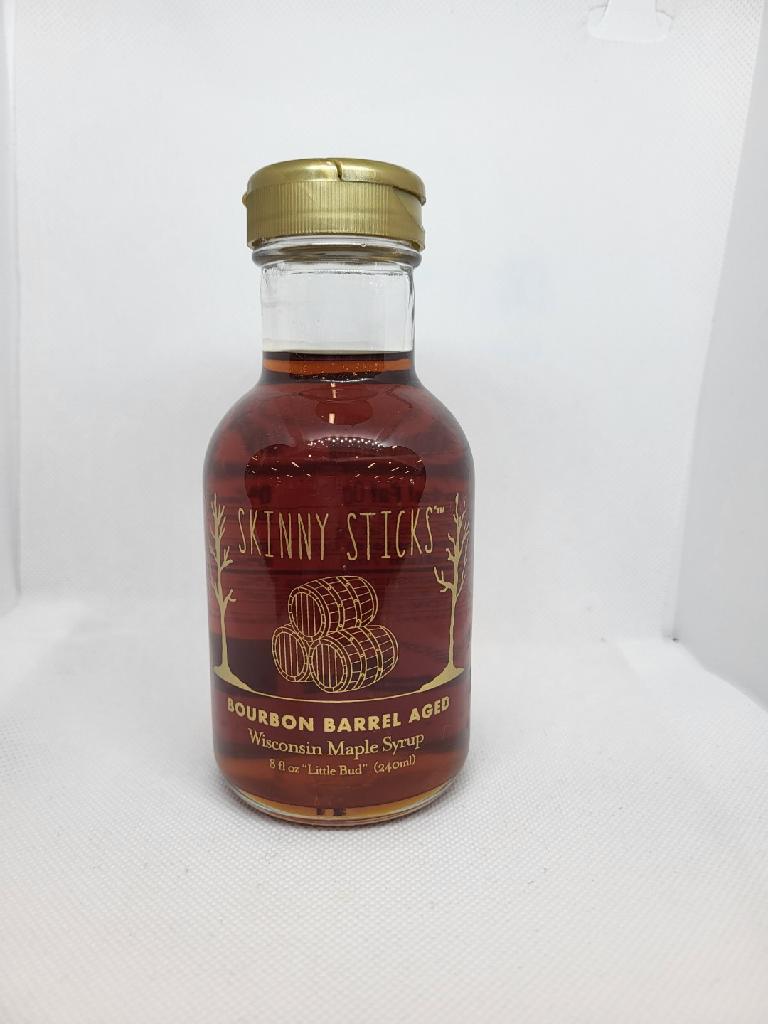 SKINNY STICKS™
BOURBON BARREL AGED
Wisconsin Maple Syrup
8 fl oz "Little Bud" (240ml)